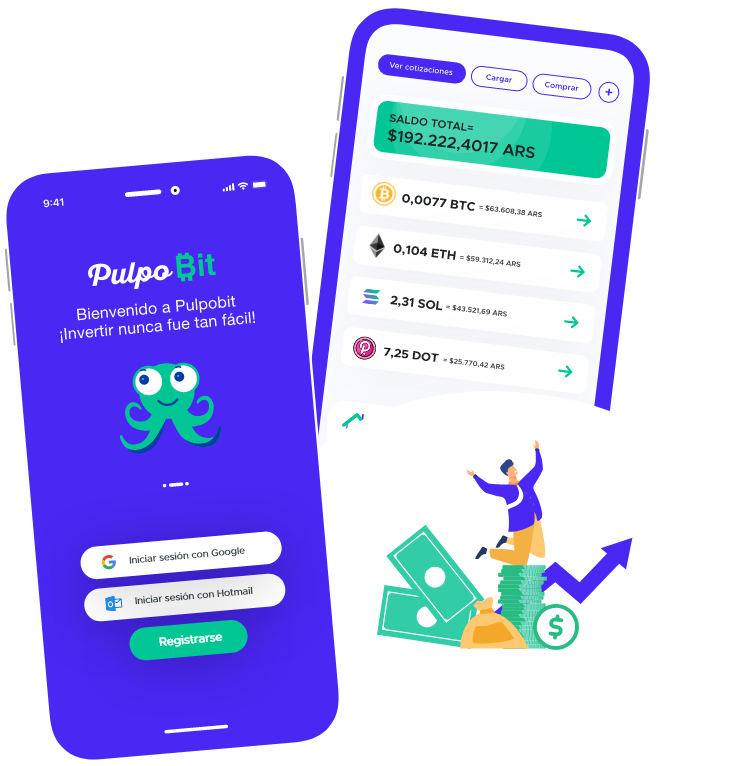 9:41
Pulpo Bit
Bienvenido a Pulpobit
¡Invertir nunca fue tan fácil!
Iniciar sesión con Google
Iniciar sesión con Hotmail
Registrarse
Ver cotizaciones
Cargar
Comprar
+
SALDO TOTAL=
$192.222,4017 ARS
0,0077 BTC = $63.608,38 ARS
0,104 ETH = $59.312,24 ARS
2,31 SOL = $43.521,69 ARS
7,25 DOT = $25.770,42 ARS
$